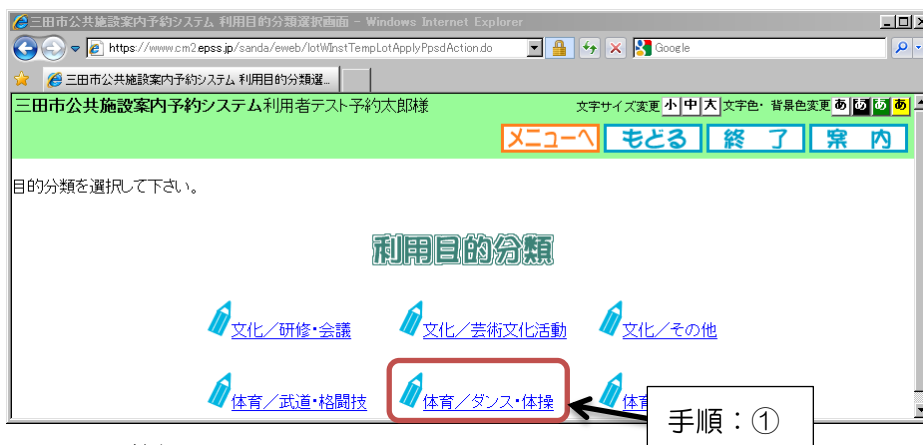 三田市公共施設案内予約システム 利用目的分類選択画面 - Windows Internet Explorer
https://www.cm2.epss.jp/sanda/eweb/lotWInstTempLotApplyPpsdAction.do
Google
三田市公共施設案内予約システム 利用目的分類選...
三田市公共施設案内予約システム利用者テスト予約太郎様 文字サイズ変更 小 中 大 文字色・背景色変更 あ あ あ あ
メニューへ もどる 終 了 案 内
目的分類を選択して下さい。
利用目的分類
文化／研修・会議 文化／芸術文化活動 文化／その他
体育／武道・格闘技 体育／ダンス・体操 体育
手順：①